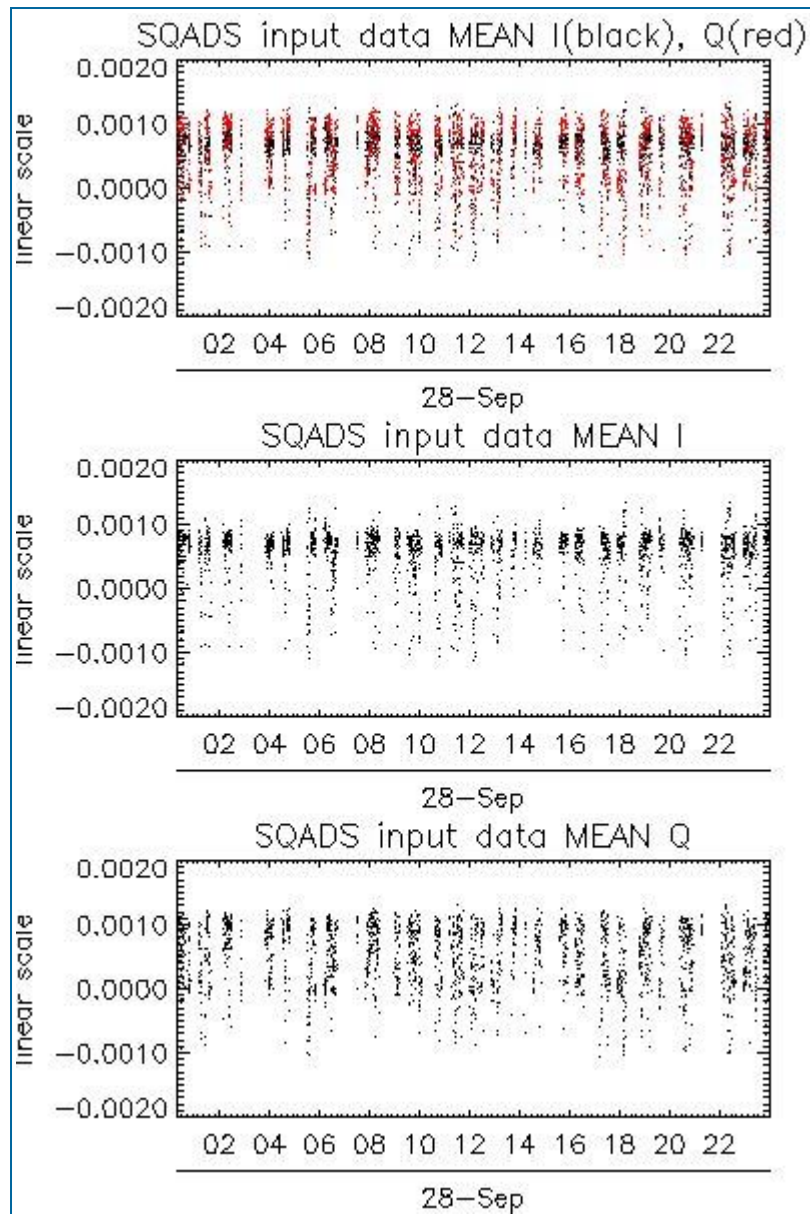 SQADS input data MEAN I(black), Q(red)
0.0020
0.0010
0.0000
−0.0010
−0.0020
linear scale
02 04 06 08 10 12 14 16 18 20 22
28−Sep
SQADS input data MEAN I
0.0020
0.0010
0.0000
−0.0010
−0.0020
linear scale
02 04 06 08 10 12 14 16 18 20 22
28−Sep
SQADS input data MEAN Q
0.0020
0.0010
0.0000
−0.0010
−0.0020
linear scale
02 04 06 08 10 12 14 16 18 20 22
28−Sep